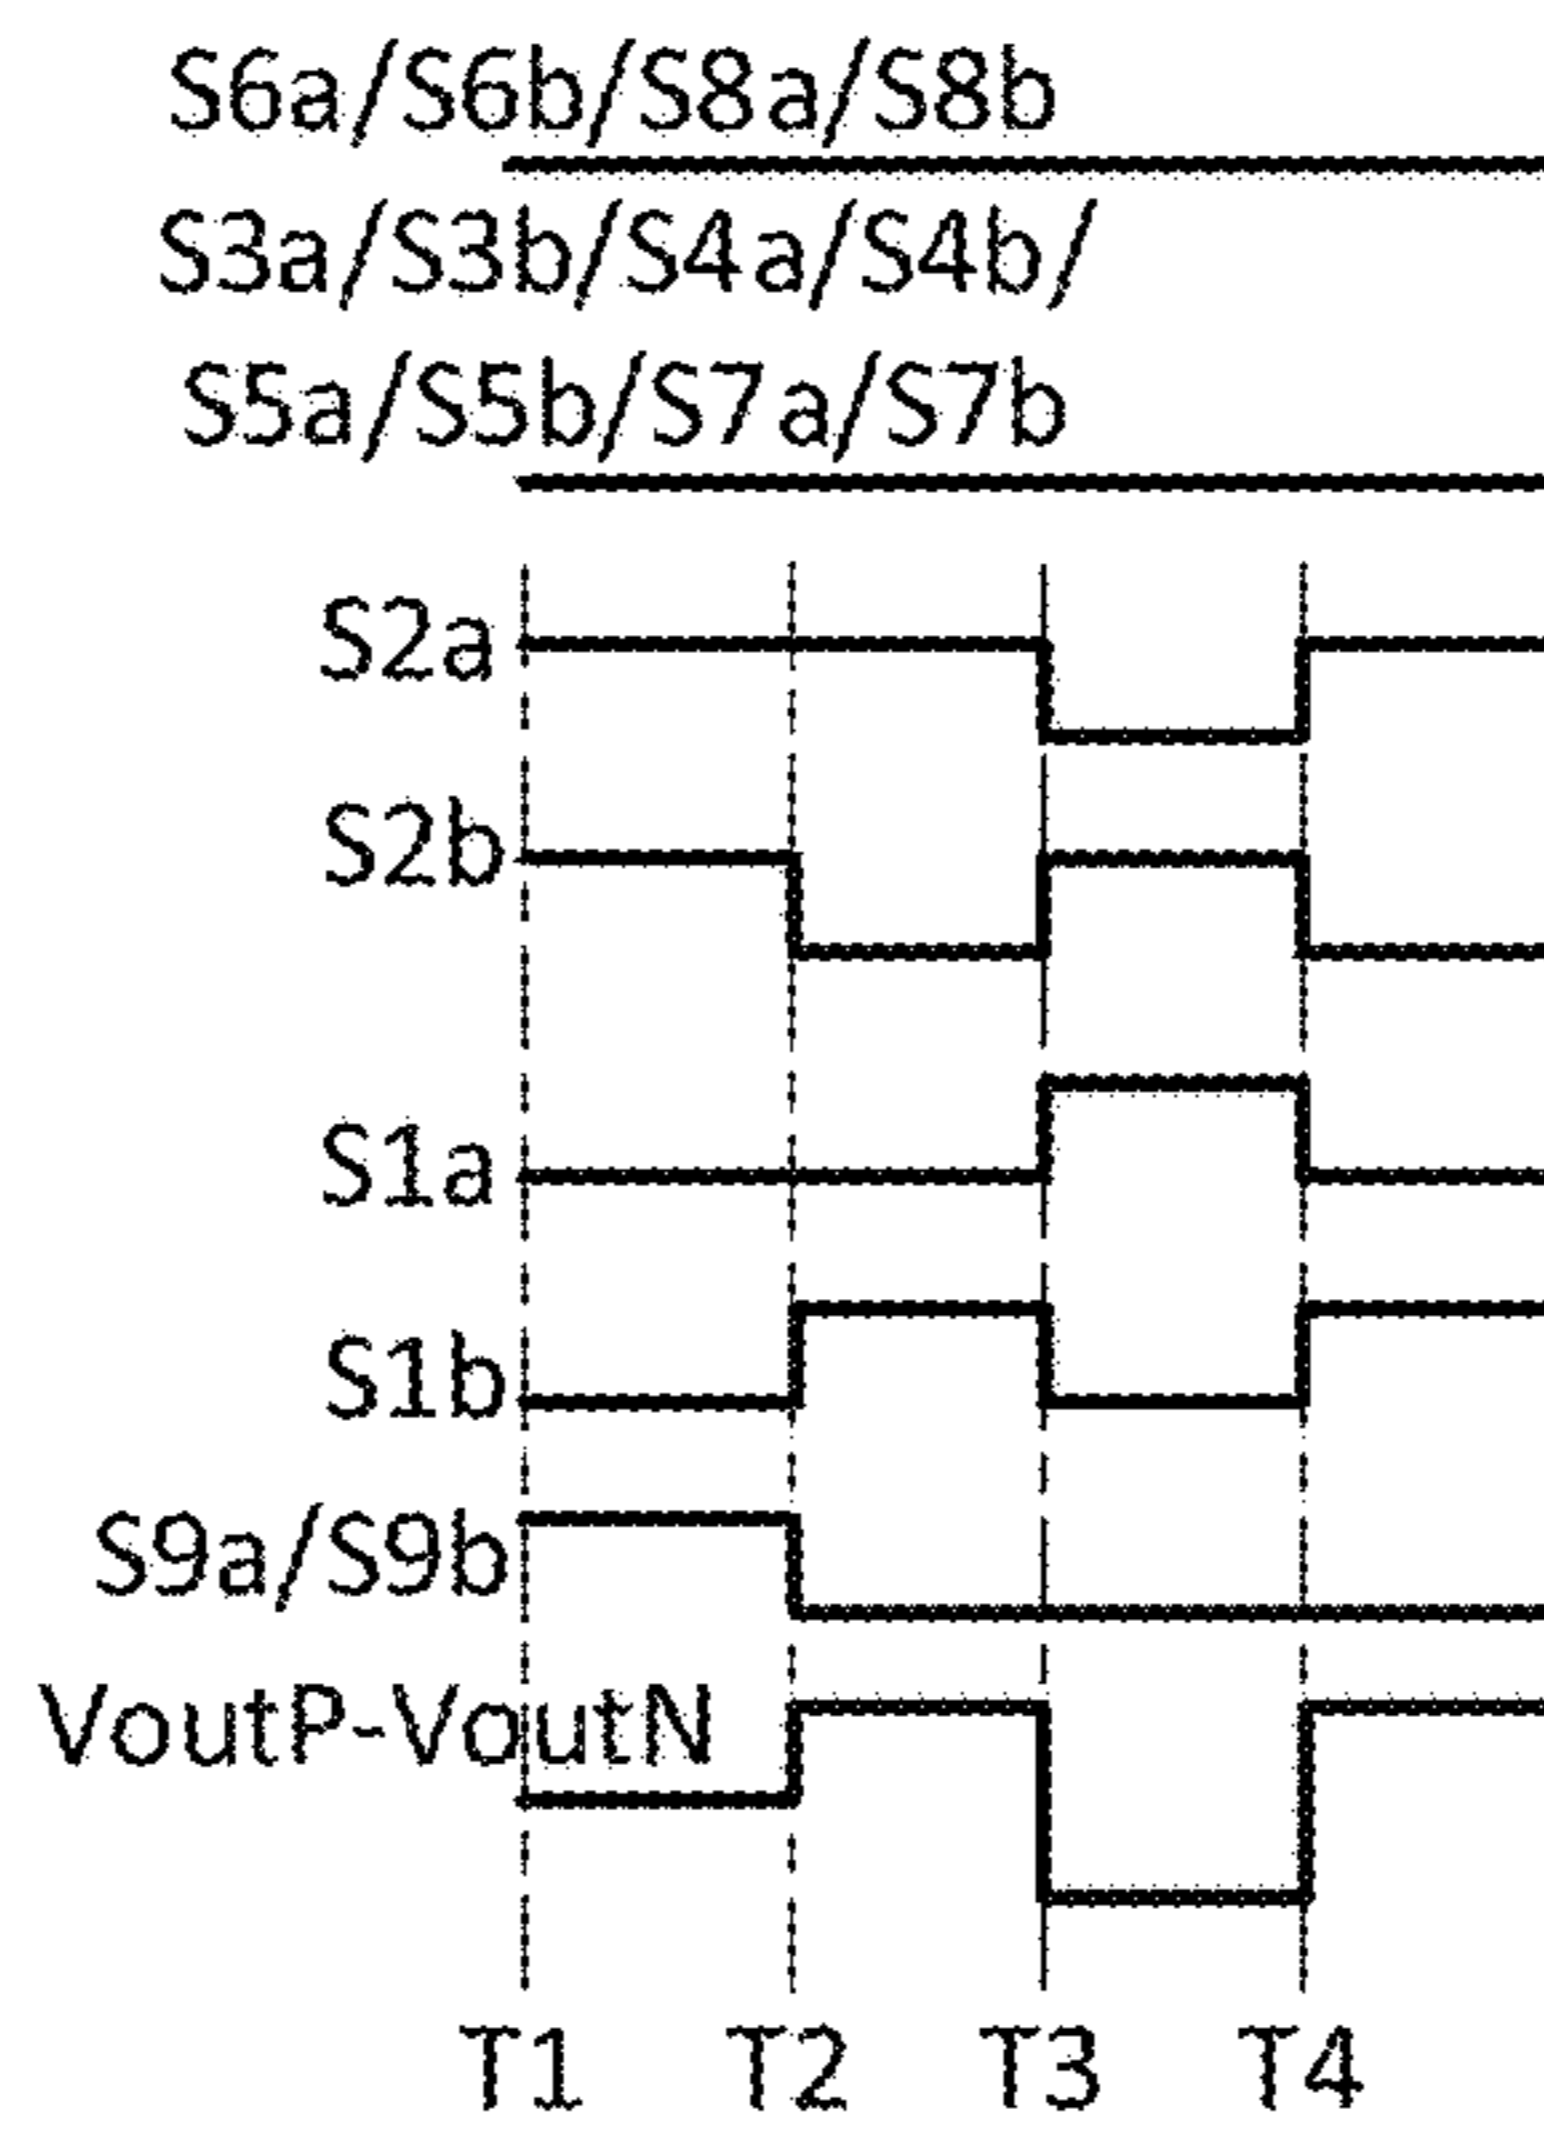 S6a/S6b/S8a/S8b
S3a/S3b/S4a/S4b/
S5a/S5b/S7a/S7b
S2a
S2b
S1a
S1b
S9a/S9b
VoutP-VoutN
T1 T2 T3 T4